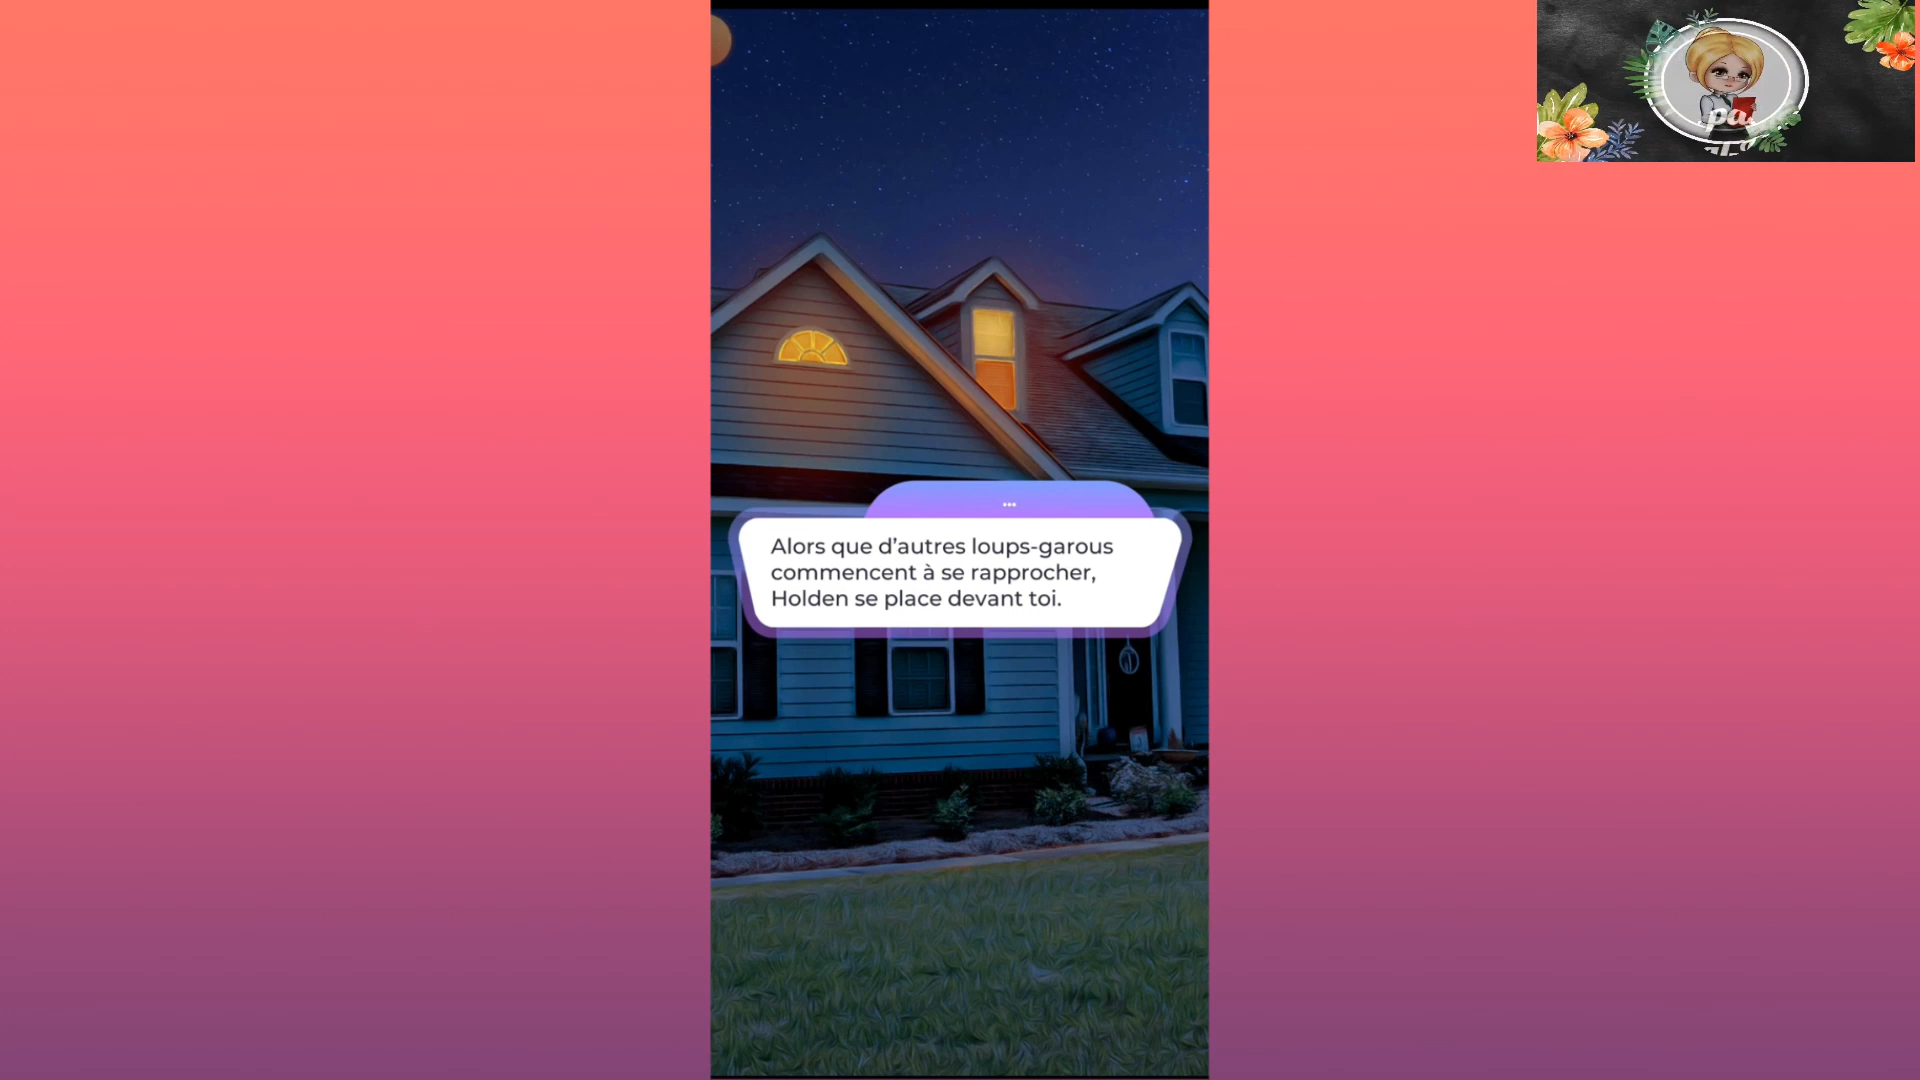 ...
Alors que d’autres loups-garous
commencent à se rapprocher,
Holden se place devant toi.